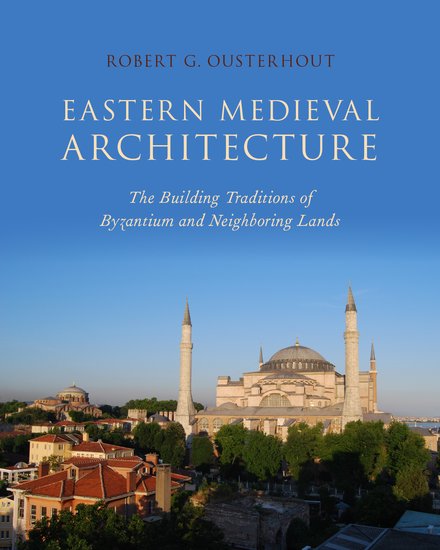 ROBERT G. OUSTERHOUT
EASTERN MEDIEVAL
ARCHITECTURE
The Building Traditions of
Byzantium and Neighboring Lands